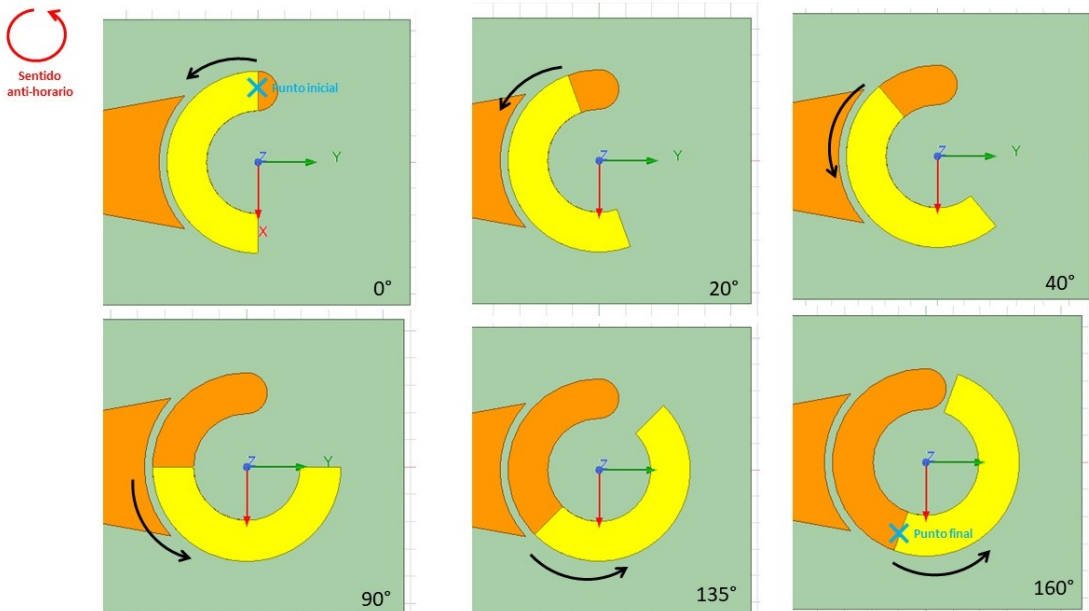 Sentido
anti-horario
Punto inicial
Z
Y
X
0°
Z
Y
20°
Z
Y
40°
Z
Y
90°
Z
135°
Z
Punto final
160°